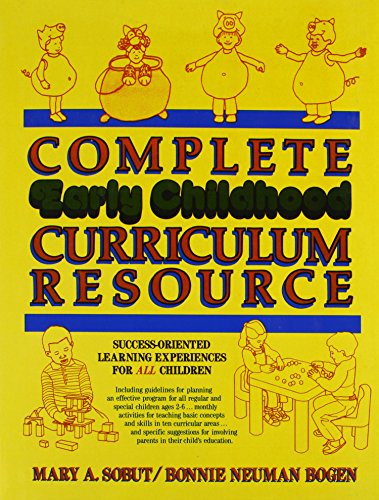 COMPLETE
Early Childhood
CURRICULUM
RESOURCE
SUCCESS-ORIENTED
LEARNING EXPERIENCES
FOR ALL CHILDREN
Including guidelines for planning
an effective program for all regular and
special children ages 2-6 . . . monthly
activities for teaching basic concepts
and skills in ten curricular areas . . .
and specific suggestions for involving
parents in their child's education.
MARY A. SOBUT/BONNIE NEUMAN BOGEN